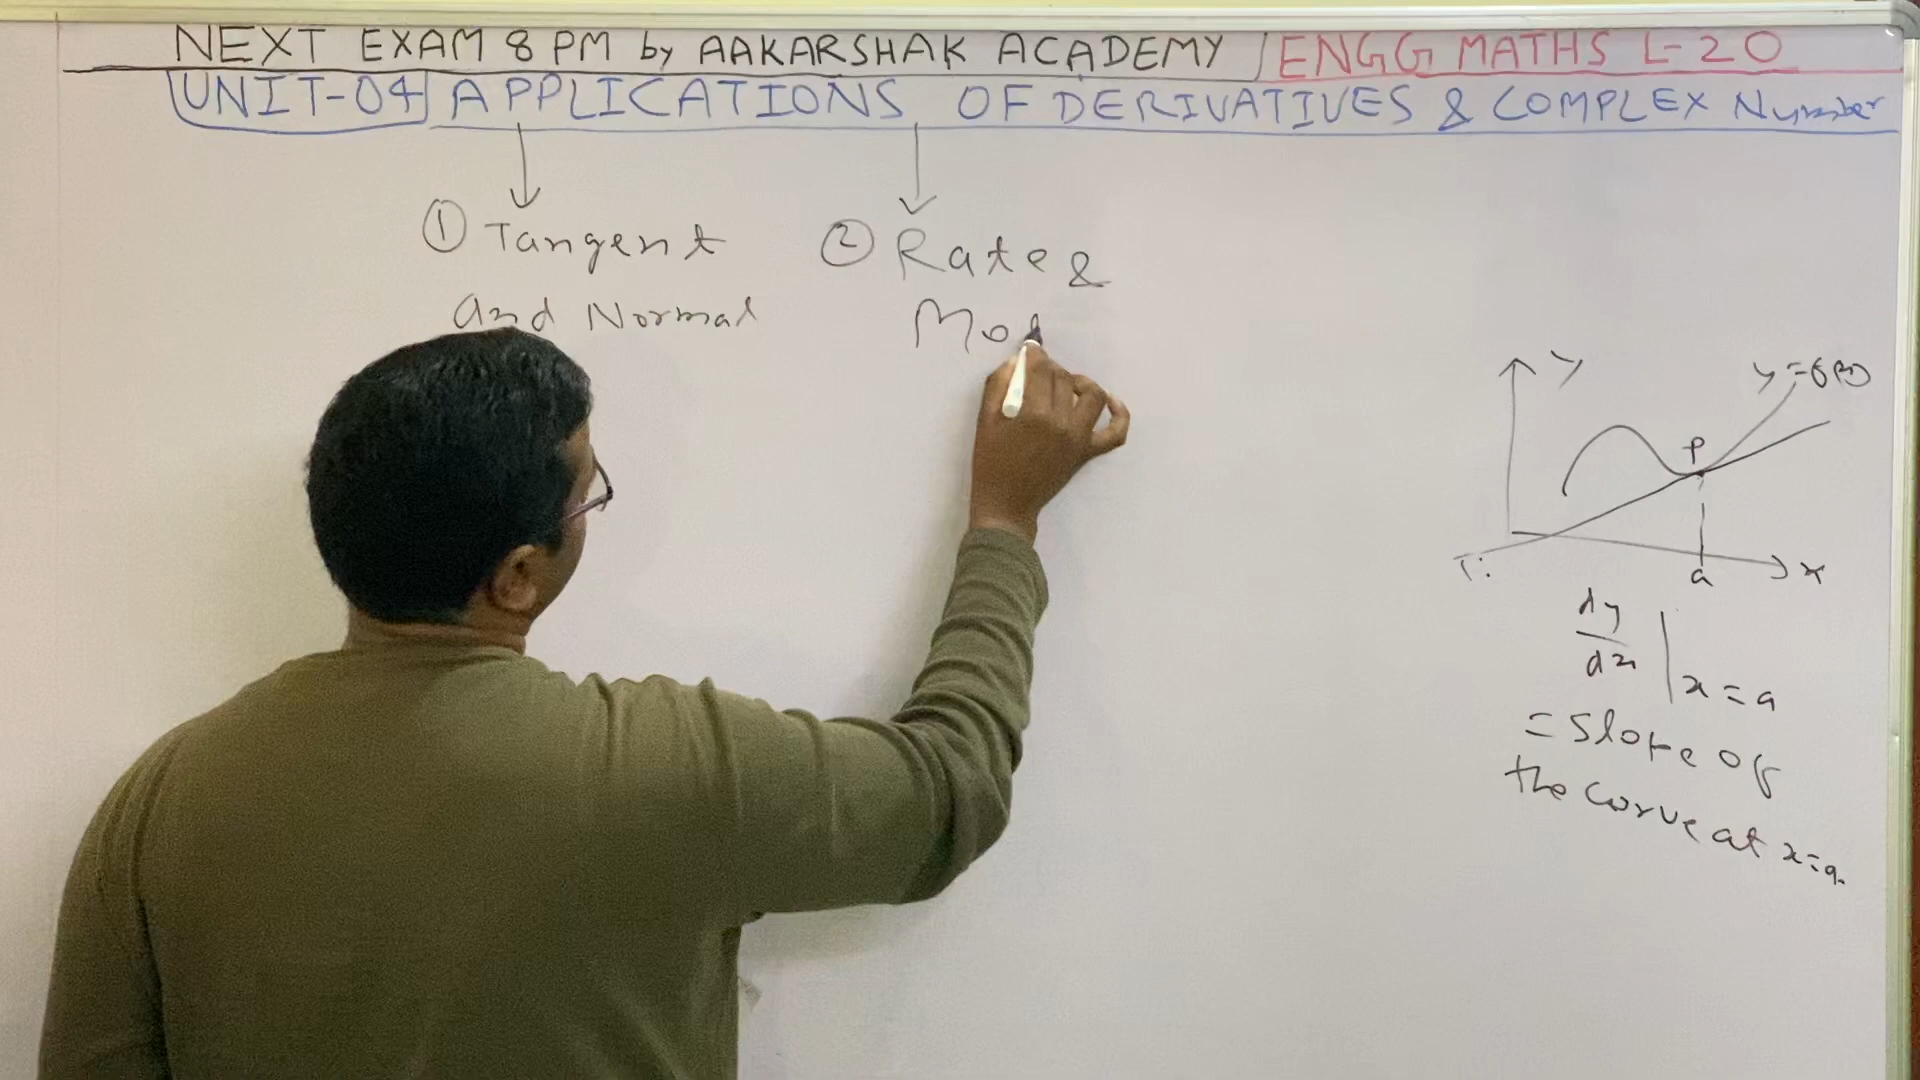 NEXT EXAM 8 PM by AAKARSHAK ACADEMY ENGG MATHS L-20
UNIT-04 APPLICATIONS OF DERIVATIVES & COMPLEX Number
① Tangent
and Normal
② Rate &
Mo
y
P
a
x
dy
dx
x = a
= Slope of
the curve at x=a.